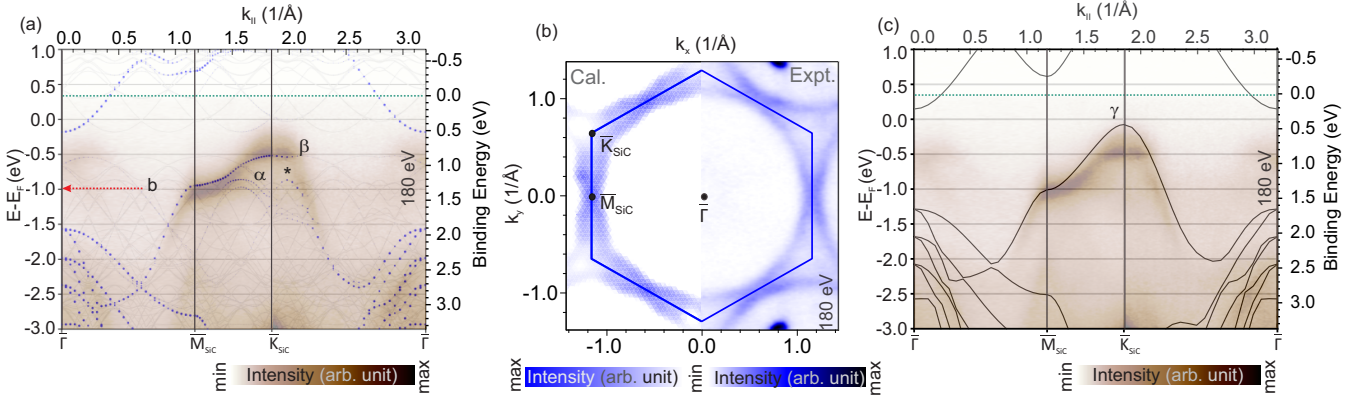 (a)
k|| (1/Å)
0.0 0.5 1.0 1.5 2.0 2.5 3.0
1.0
0.5
0.0
-0.5
-1.0
-1.5
-2.0
-2.5
-3.0
E-EF (eV)
-0.5
0.0
0.5
1.0
1.5
2.0
2.5
3.0
Binding Energy (eV)
b
α
β
*
180 eV
Γ̅ M̅SiC K̅SiC Γ̅
min Intensity (arb. unit) max
(b)
kx (1/Å)
Cal. Expt.
ky (1/Å)
1.0
0.0
-1.0
K̅SiC
M̅SiC
Γ̅
180 eV
-1.0 0.0 1.0
max Intensity (arb. unit) min Intensity (arb. unit) max
(c)
k|| (1/Å)
0.0 0.5 1.0 1.5 2.0 2.5 3.0
1.0
0.5
0.0
-0.5
-1.0
-1.5
-2.0
-2.5
-3.0
E-EF (eV)
-0.5
0.0
0.5
1.0
1.5
2.0
2.5
3.0
Binding Energy (eV)
γ
180 eV
Γ̅ M̅SiC K̅SiC Γ̅
min Intensity (arb. unit) max